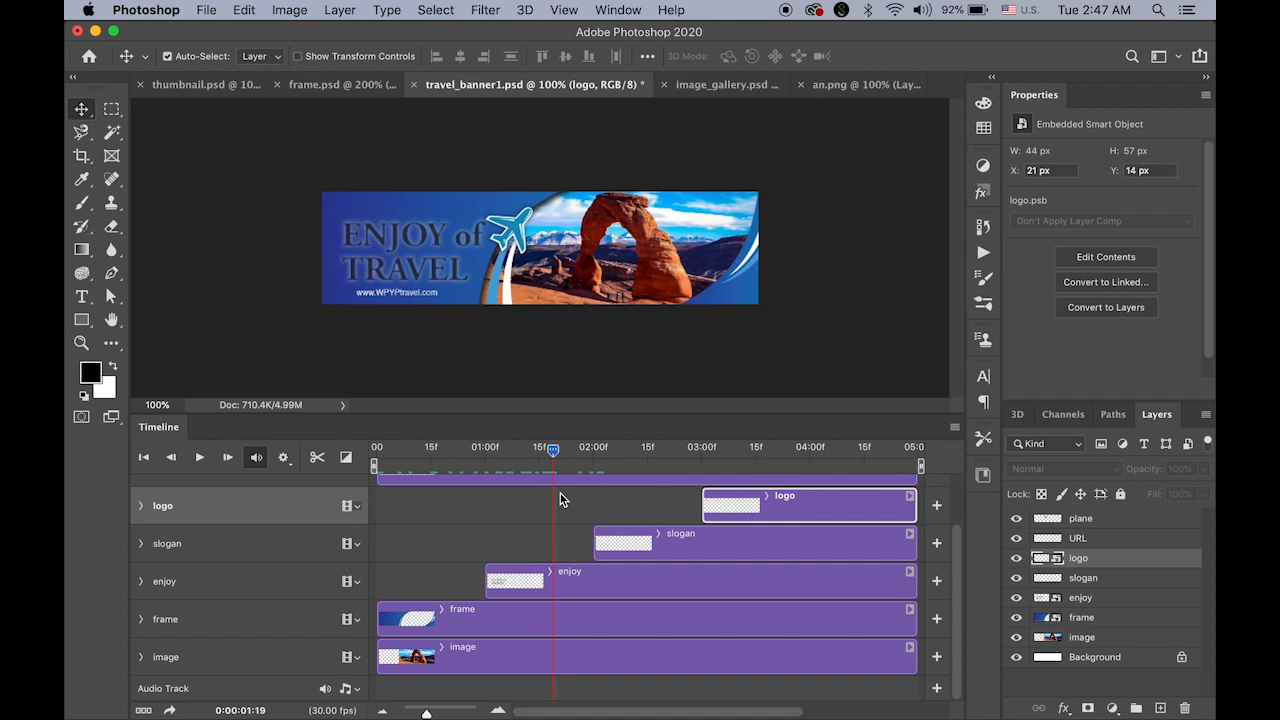 Photoshop File Edit Image Layer Type Select Filter 3D View Window Help 92% U.S. Tue 2:47 AM
Adobe Photoshop 2020
Auto-Select: Layer Show Transform Controls 3D Mode:
thumbnail.psd @ 10... frame.psd @ 200% (... travel_banner1.psd @ 100% (logo, RGB/8) * image_gallery.psd ... an.png @ 100% (Lay...
Properties
Embedded Smart Object
W: 44 px H: 57 px
X: 21 px Y: 14 px
logo.psb
Don't Apply Layer Comp
Edit Contents
Convert to Linked...
Convert to Layers
ENJOY of
TRAVEL
www.WPYPtravel.com
100% Doc: 710.4K/4.99M
Timeline
00 15f 01:00f 15f 02:00f 15f 03:00f 15f 04:00f 15f 05:0
logo logo
slogan slogan
enjoy enjoy
frame frame
image image
Audio Track
0:00:01:19 (30.00 fps)
3D Channels Paths Layers
Kind
Normal Opacity: 100%
Lock: Fill: 100%
plane
URL
logo
slogan
enjoy
frame
image
Background